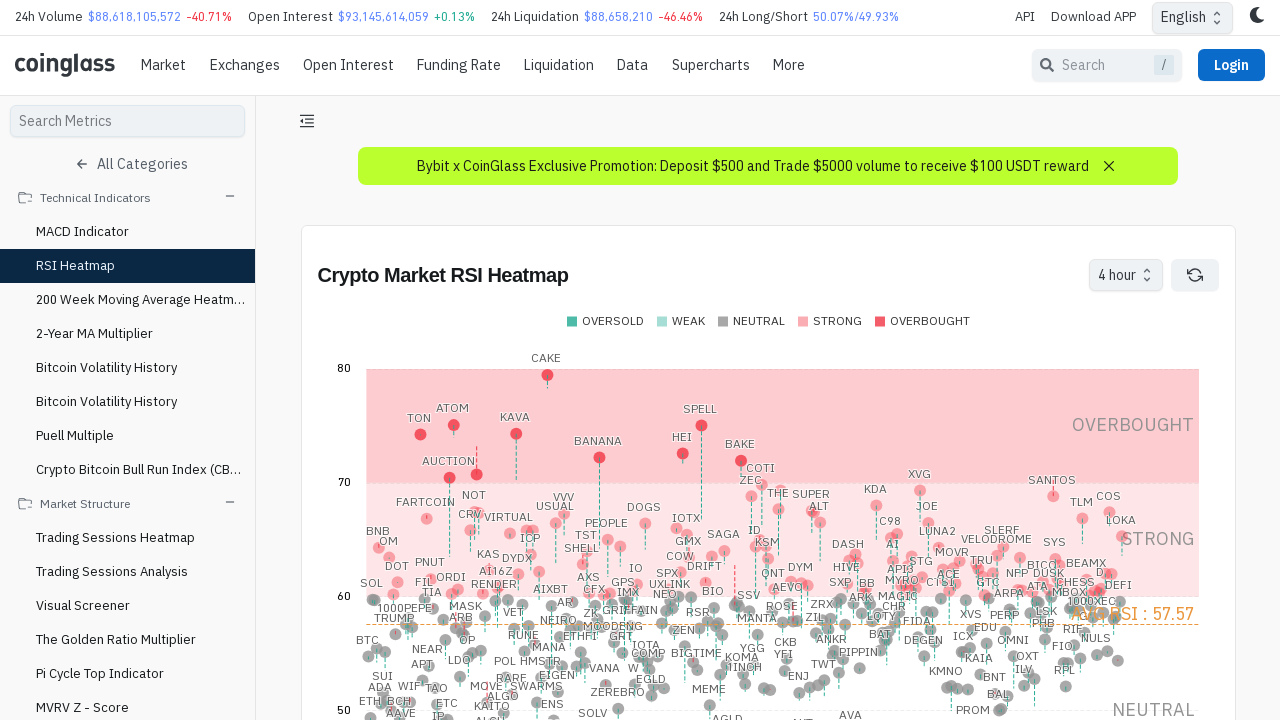 24h Volume $88,618,105,572 -40.71% Open Interest $93,145,614,059 +0.13% 24h Liquidation $88,658,210 -46.46% 24h Long/Short 50.07%/49.93% API Download APP English
coinglass Market Exchanges Open Interest Funding Rate Liquidation Data Supercharts More Search / Login
Search Metrics
All Categories
Technical Indicators
MACD Indicator
RSI Heatmap
200 Week Moving Average Heatm...
2-Year MA Multiplier
Bitcoin Volatility History
Bitcoin Volatility History
Puell Multiple
Crypto Bitcoin Bull Run Index (CB...
Market Structure
Trading Sessions Heatmap
Trading Sessions Analysis
Visual Screener
The Golden Ratio Multiplier
Pi Cycle Top Indicator
MVRV Z - Score
Bybit x CoinGlass Exclusive Promotion: Deposit $500 and Trade $5000 volume to receive $100 USDT reward
Crypto Market RSI Heatmap
4 hour
OVERSOLD WEAK NEUTRAL STRONG OVERBOUGHT
CAKE
80
TON ATOM KAVA SPELL
OVERBOUGHT
BANANA HEI BAKE
AUCTION COTI
70
ZEC XVG SANTOS
FARTCOIN NOT VVV THE SUPER KDA TLM COS
CRV VIRTUAL USUAL DOGS ALT JOE
PEOPLE IOTX C98 LOKA
BNB OM ICP TST GMX SAGA ID KSM DASH AI LUNA2 SLERF VELODROME SYS
STRONG
DOT PNUT KAS DYDX SHELL COW DRIFT DYM HIVE API3 STG MOVR TRU BICO BEAMX
SOL FIL ORDI AI16Z AXS IO SPX QNT SXP BB MYRO ACE CTSI GTC NFP DUSK CHESS DEFI
60
TIA RENDER AIXBT CFX GPS IMX UXLINK NEO BIO SSV AEVO ARK MAGIC ARPA ATA MBOX
1000PEPE TRUMP MASK ARB VET AR ZK GRIFFAIN RSR MANTA ROSE ZRX ZIL LQTY CHR FIDA XVS PERP LSK 1000XEC
AVG RSI : 57.57
BTC NEAR OP RUNE NEIRO ETHFI MOODENG GRT ZEN CKB ANKR BAT DEGEN ICX EDU OMNI PHB RIF NULS
APT LDO POL HMSTR MANA IOTA COMP BIGTIME YGG YFI PIPPIN KAIA OXT FIO
SUI ADA WIF TAO MOVE RARE SWARMS EIGEN VANA W EGLD KOMA 1INCH TWT ENJ KMNO BNT ILV RPL
ETH BCH ETC ALGO KAITO ENS ZEREBRO MEME BAL
AAVE IP SOLV AGLD AVA PROM
50
NEUTRAL